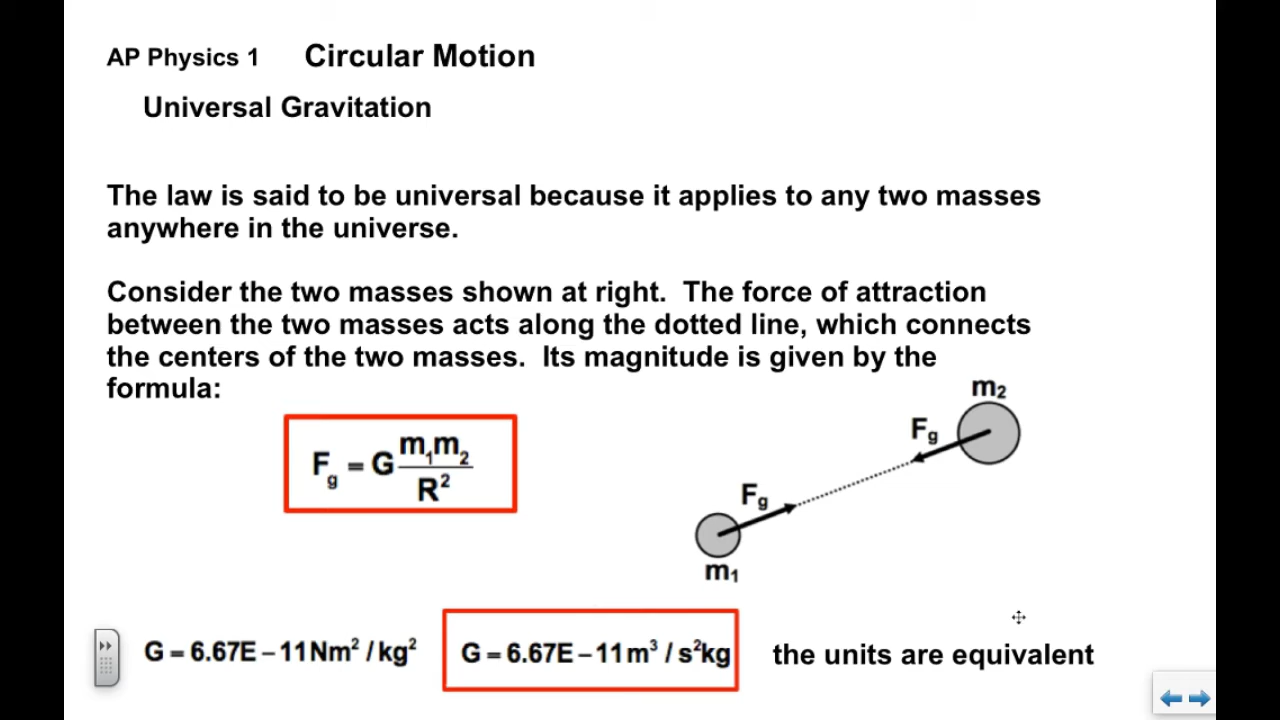 AP Physics 1 Circular Motion
Universal Gravitation
The law is said to be universal because it applies to any two masses
anywhere in the universe.
Consider the two masses shown at right. The force of attraction
between the two masses acts along the dotted line, which connects
the centers of the two masses. Its magnitude is given by the
formula:
F_g = G m₁m₂ / R²
m₂
F_g
F_g
m₁
G = 6.67E – 11Nm² / kg² G = 6.67E – 11m³ / s²kg the units are equivalent